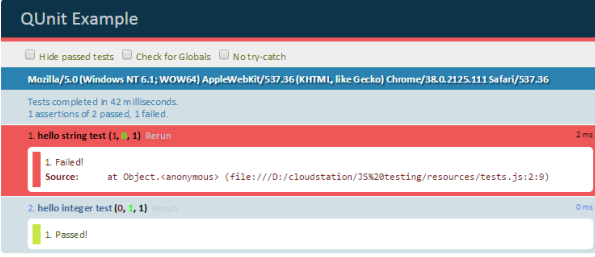 QUnit Example
Hide passed tests Check for Globals No try-catch
Mozilla/5.0 (Windows NT 6.1; WOW64) AppleWebKit/537.36 (KHTML, like Gecko) Chrome/38.0.2125.111 Safari/537.36
Tests completed in 42 milliseconds.
1 assertions of 2 passed, 1 failed.
1. hello string test (1, 0, 1) Rerun 2 ms
1. Failed!
Source: at Object.<anonymous> (file:///D:/cloudstation/JS%20testing/resources/tests.js:2:9)
2. hello integer test (0, 1, 1) Rerun 0 ms
1. Passed!